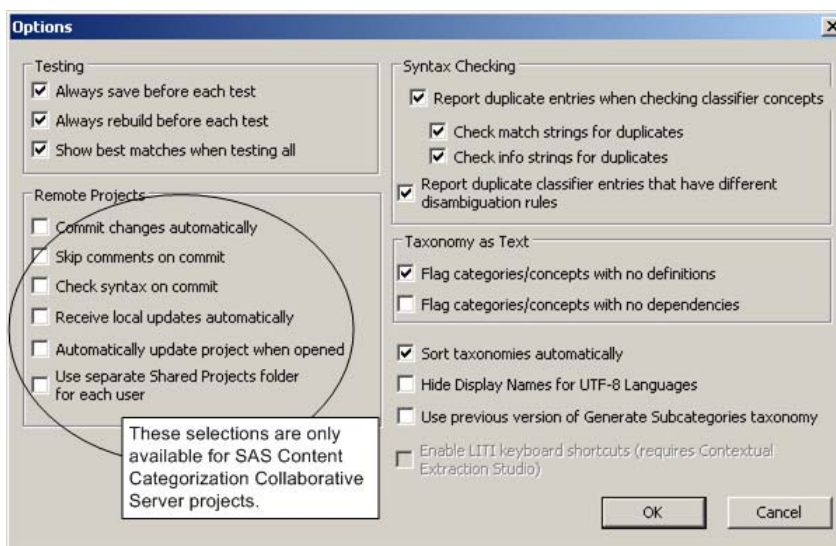 Options
Testing
Always save before each test
Always rebuild before each test
Show best matches when testing all
Remote Projects
Commit changes automatically
Skip comments on commit
Check syntax on commit
Receive local updates automatically
Automatically update project when opened
Use separate Shared Projects folder
for each user
These selections are only
available for SAS Content
Categorization Collaborative
Server projects.
Syntax Checking
Report duplicate entries when checking classifier concepts
Check match strings for duplicates
Check info strings for duplicates
Report duplicate classifier entries that have different
disambiguation rules
Taxonomy as Text
Flag categories/concepts with no definitions
Flag categories/concepts with no dependencies
Sort taxonomies automatically
Hide Display Names for UTF-8 Languages
Use previous version of Generate Subcategories taxonomy
Enable LITI keyboard shortcuts (requires Contextual
Extraction Studio)
OK
Cancel